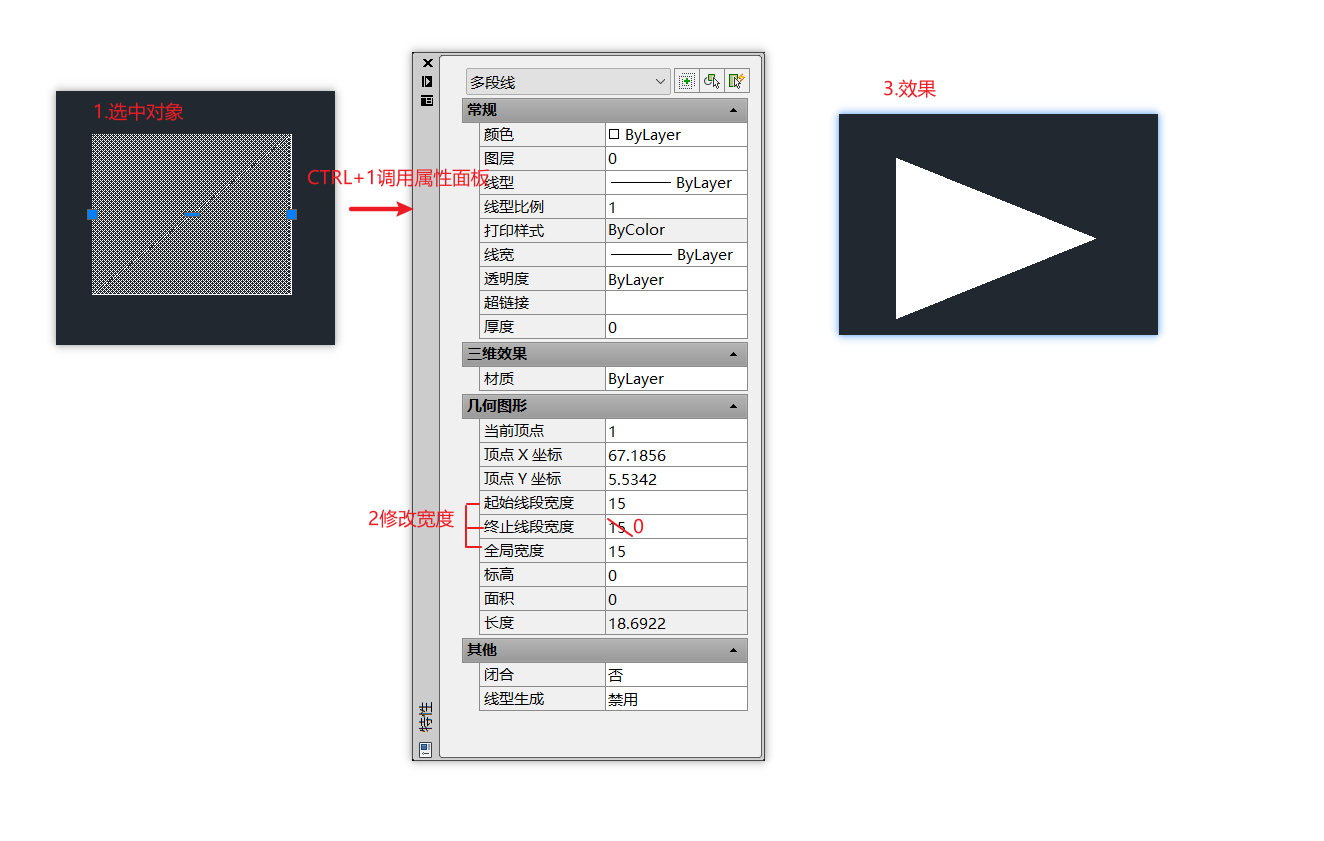 1.选中对象
CTRL+1调用属性面板
多段线
常规
颜色 ByLayer
图层 0
线型 ByLayer
线型比例 1
打印样式 ByColor
线宽 ByLayer
透明度 ByLayer
超链接
厚度 0
三维效果
材质 ByLayer
几何图形
当前顶点 1
顶点 X 坐标 67.1856
顶点 Y 坐标 5.5342
2修改宽度
起始线段宽度 15
终止线段宽度 15 0
全局宽度 15
标高 0
面积 0
长度 18.6922
其他
闭合 否
线型生成 禁用
特性
3.效果